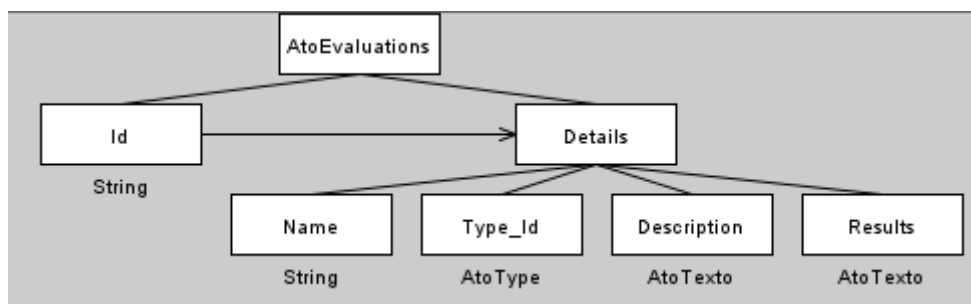 AtoEvaluations
Id
Details
String
Name
Type_Id
Description
Results
String
AtoType
AtoTexto
AtoTexto